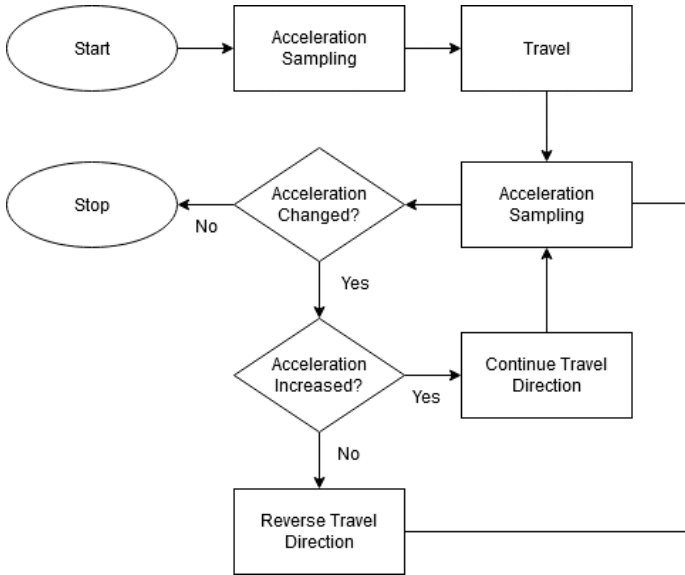 Start
Acceleration
Sampling
Travel
Stop
No
Acceleration
Changed?
Acceleration
Sampling
Yes
Acceleration
Increased?
Yes
Continue Travel
Direction
No
Reverse Travel
Direction